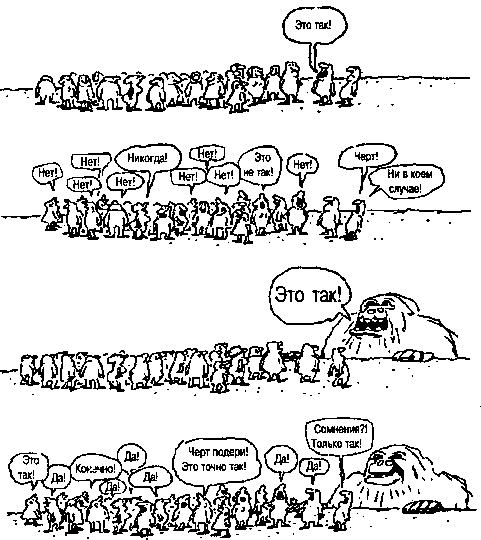 Это так!
Нет!
Нет!
Нет!
Нет!
Никогда!
Нет!
Нет!
Нет!
Это
не так!
Нет!
Черт!
Ни в коем
случае!
Это так!
Это
так!
Да!
Конечно!
Да!
Да!
Да!
Черт подери!
Это точно так!
Да!
Да!
Сомнения?!
Только так!